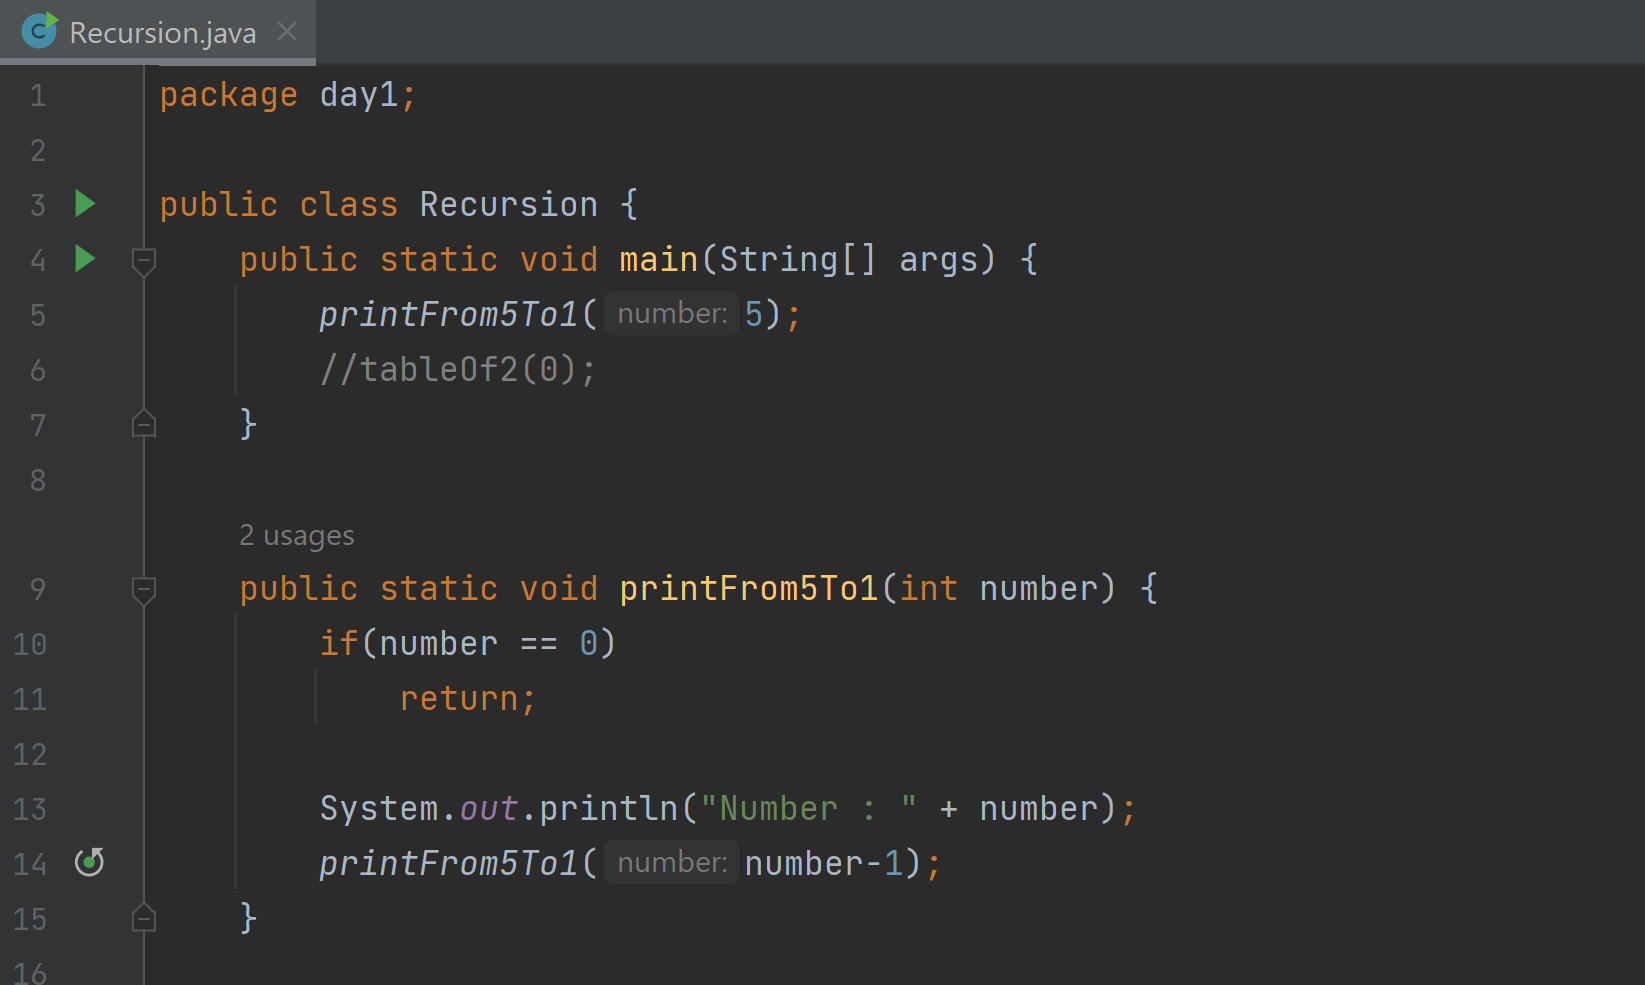 Recursion.java
1 package day1;
2
3 public class Recursion {
4 public static void main(String[] args) {
5 printFrom5To1( number: 5);
6 //tableOf2(0);
7 }
8
2 usages
9 public static void printFrom5To1(int number) {
10 if(number == 0)
11 return;
12
13 System.out.println("Number : " + number);
14 printFrom5To1( number: number-1);
15 }
16